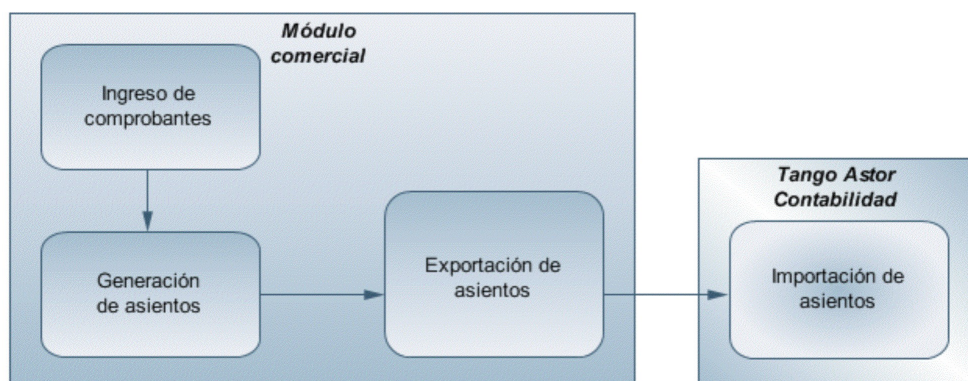 Módulo
comercial
Ingreso de
comprobantes
Generación
de asientos
Exportación de
asientos
Tango Astor
Contabilidad
Importación de
asientos